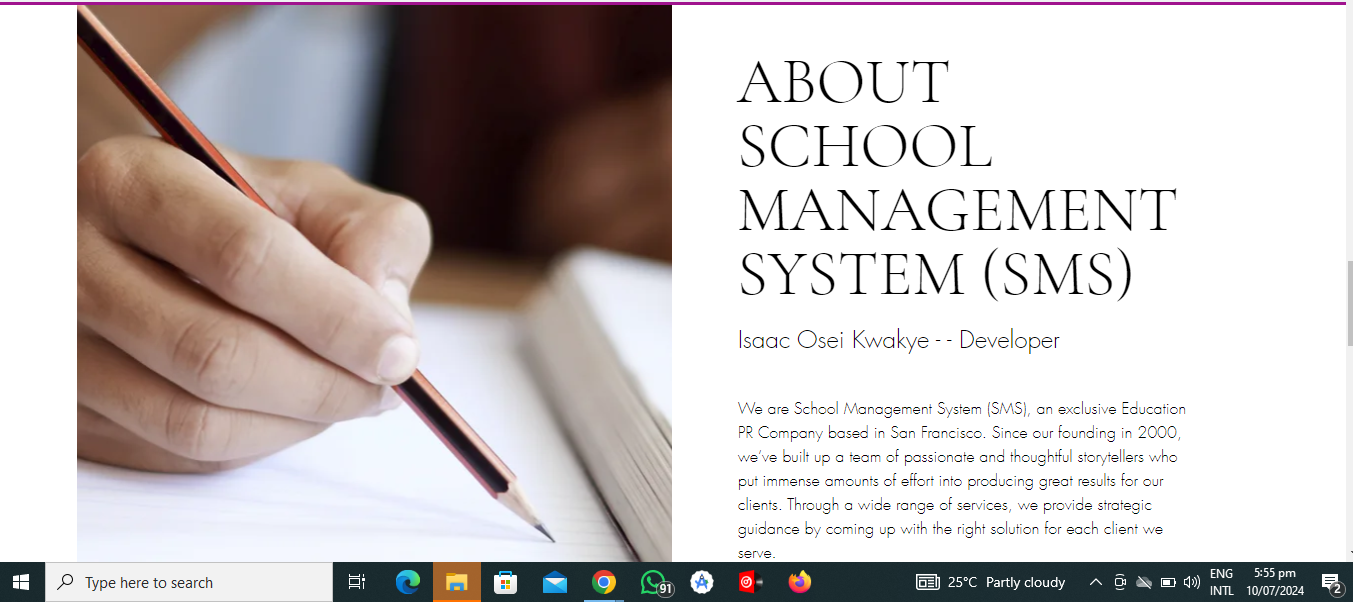 ABOUT
SCHOOL
MANAGEMENT
SYSTEM (SMS)
Isaac Osei Kwakye - - Developer
We are School Management System (SMS), an exclusive Education
PR Company based in San Francisco. Since our founding in 2000,
we've built up a team of passionate and thoughtful storytellers who
put immense amounts of effort into producing great results for our
clients. Through a wide range of services, we provide strategic
guidance by coming up with the right solution for each client we
serve.
Type here to search
91
25°C Partly cloudy
ENG
INTL
5:55 pm
10/07/2024
2